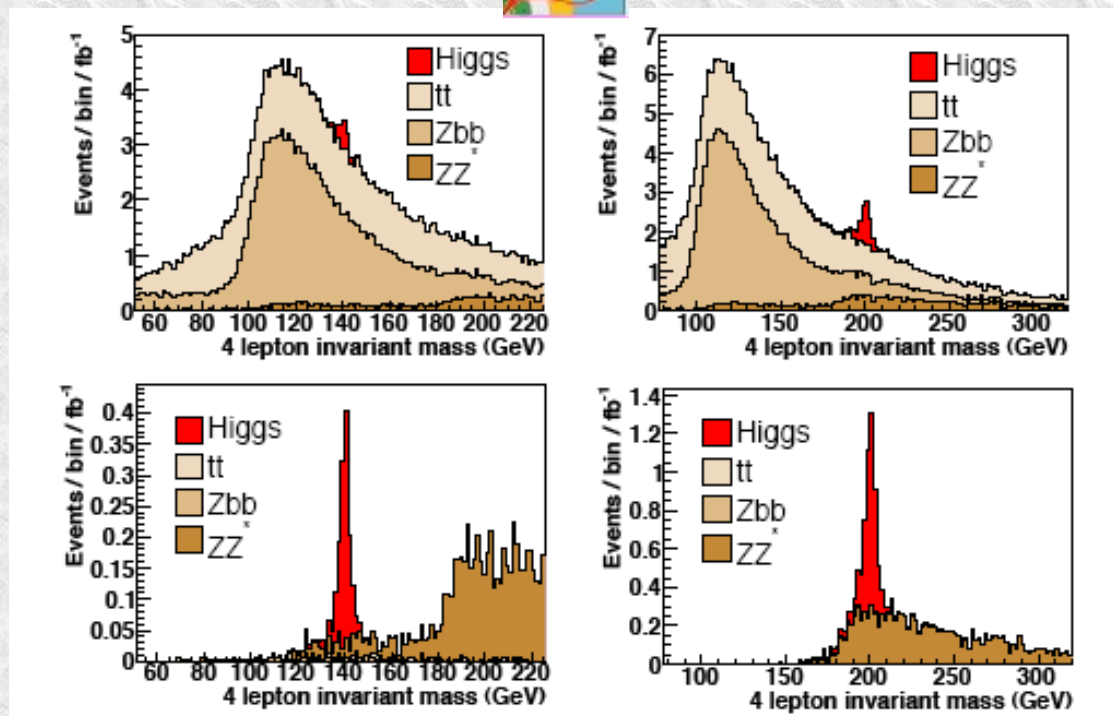 5
4
3
2
1
0
Events / bin / fb⁻¹
Higgs
tt
Zbb
ZZ*
60 80 100 120 140 160 180 200 220
4 lepton invariant mass (GeV)
7
6
5
4
3
2
1
0
Events / bin / fb⁻¹
Higgs
tt
Zbb
ZZ*
100 150 200 250 300
4 lepton invariant mass (GeV)
0.4
0.35
0.3
0.25
0.2
0.15
0.1
0.05
0
Events / bin / fb⁻¹
Higgs
tt
Zbb
ZZ*
60 80 100 120 140 160 180 200 220
4 lepton invariant mass (GeV)
1.4
1.2
1
0.8
0.6
0.4
0.2
0
Events / bin / fb⁻¹
Higgs
tt
Zbb
ZZ*
100 150 200 250 300
4 lepton invariant mass (GeV)